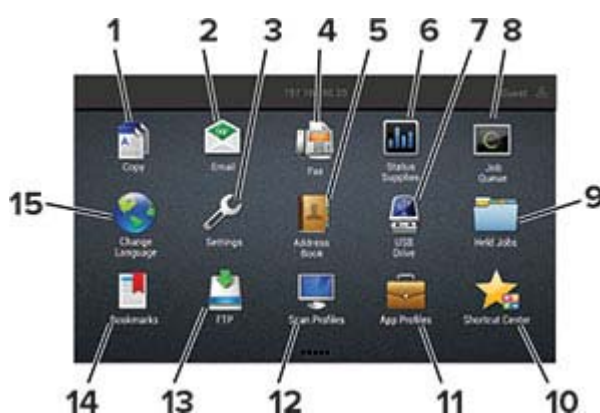 1 2 3 4 5 6 7 8
Guest
Copy Email Fax Status Job
Supplies Queue
15 9
Change Settings Address USB Held Jobs
Language Book Drive
Bookmarks FTP Scan Profiles App Profiles Shortcut Center
14 13 12 11 10